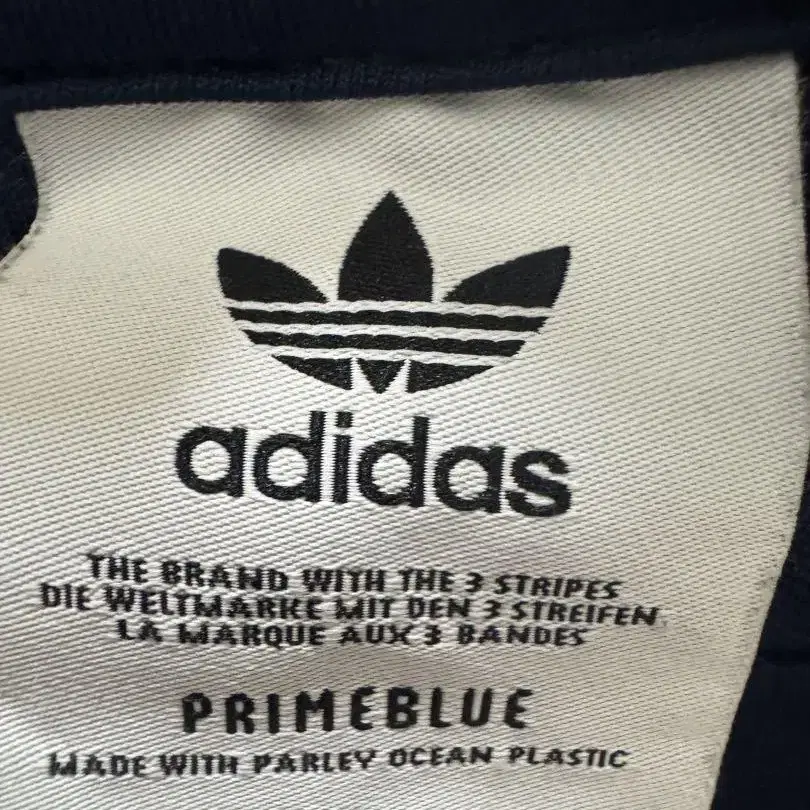 adidas
THE BRAND WITH THE 3 STRIPES
DIE WELTMARKE MIT DEN 3 STREIFEN
LA MARQUE AUX 3 BANDES
PRIMEBLUE
MADE WITH PARLEY OCEAN PLASTIC